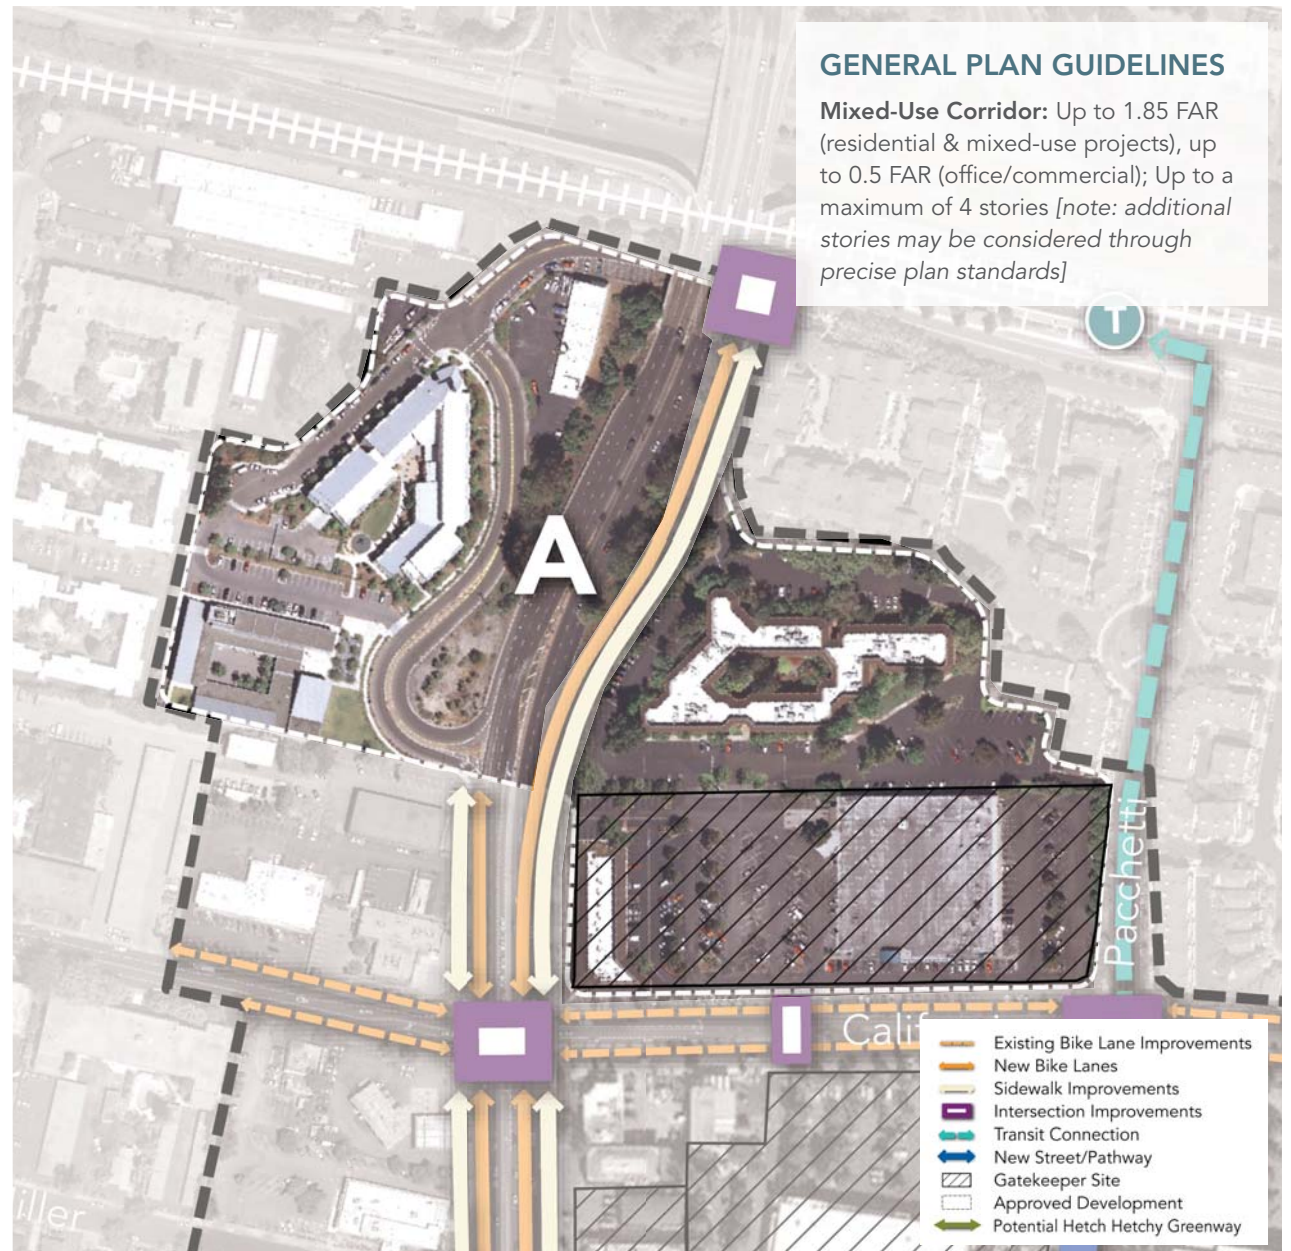 GENERAL PLAN GUIDELINES
Mixed-Use Corridor: Up to 1.85 FAR
(residential & mixed-use projects), up
to 0.5 FAR (office/commercial); Up to a
maximum of 4 stories [note: additional
stories may be considered through
precise plan standards]
T
A
Pacchetti
Calif
Existing Bike Lane Improvements
New Bike Lanes
Sidewalk Improvements
Intersection Improvements
Transit Connection
New Street/Pathway
Gatekeeper Site
Approved Development
Potential Hetch Hetchy Greenway
iller